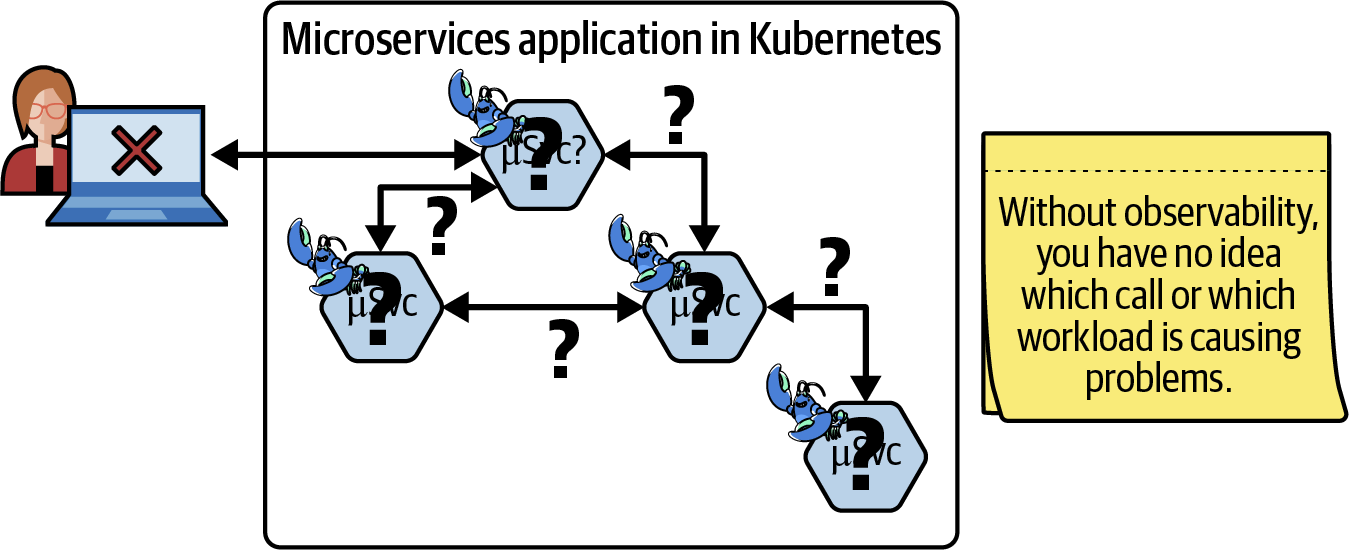 Microservices application in Kubernetes
?
μSvc?
?
?
?
μSvc
?
μSvc
?
?
?
μSvc
?
Without observability,
you have no idea
which call or which
workload is causing
problems.